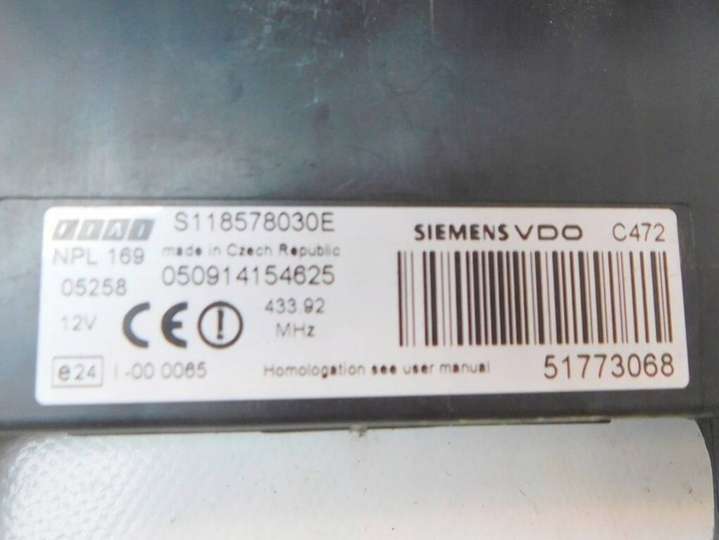 FIAT S118578030E SIEMENS VDO C472
NPL 169 made in Czech Republic
05258 050914154625
12V CE 433.92
MHz
e24 I-00 0065 Homologation see user manual 51773068